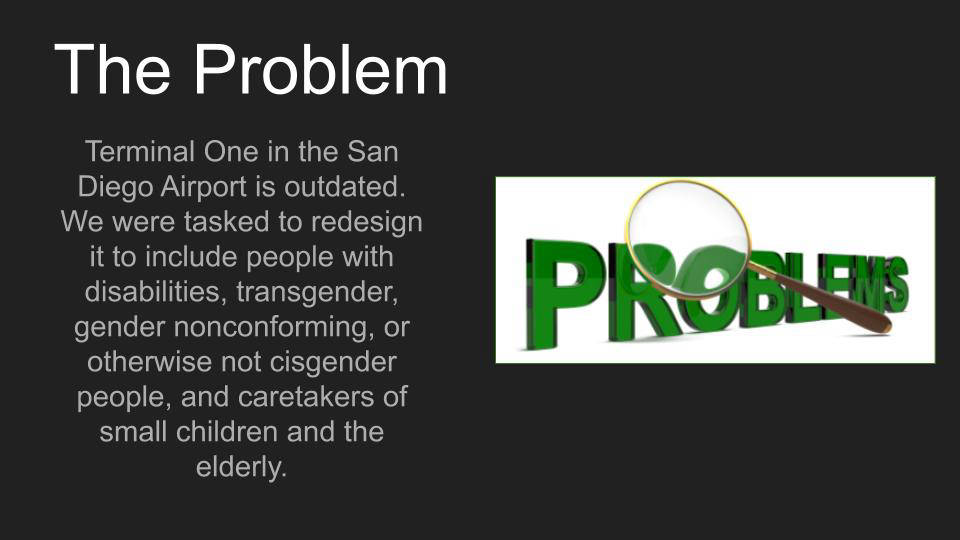 The Problem
Terminal One in the San
Diego Airport is outdated.
We were tasked to redesign
it to include people with
disabilities, transgender,
gender nonconforming, or
otherwise not cisgender
people, and caretakers of
small children and the
elderly.
PROBLEMS